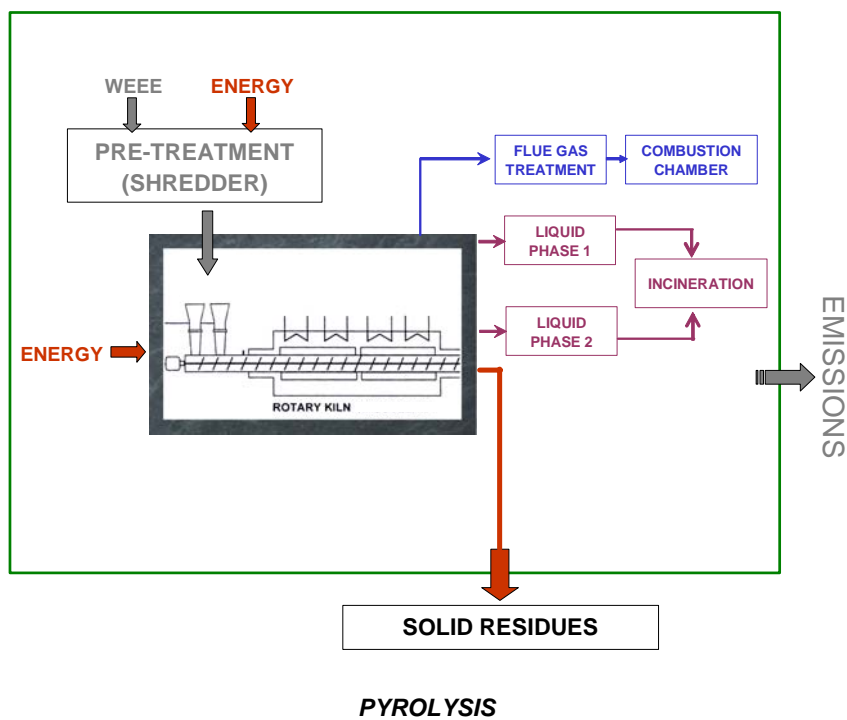 WEEE
ENERGY
PRE-TREATMENT
(SHREDDER)
FLUE GAS
TREATMENT
COMBUSTION
CHAMBER
LIQUID
PHASE 1
INCINERATION
LIQUID
PHASE 2
ENERGY
ROTARY KILN
EMISSIONS
SOLID RESIDUES
PYROLYSIS